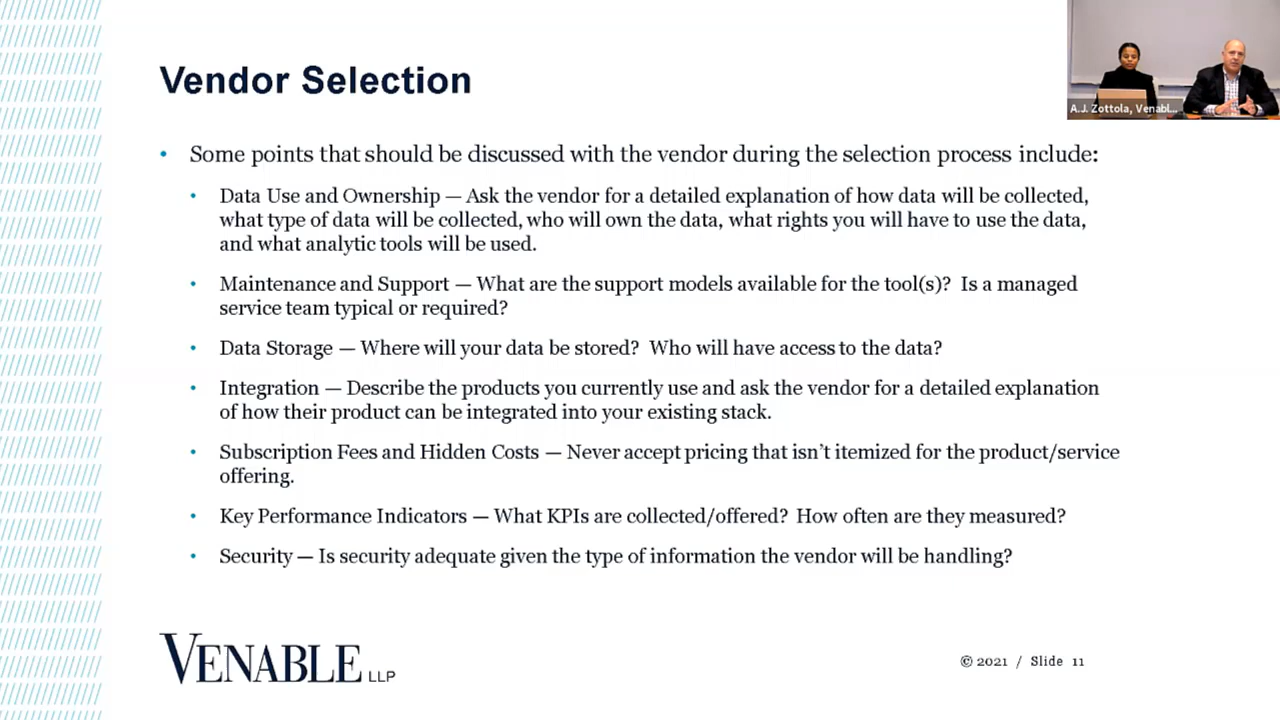 Vendor Selection
A.J. Zottola, Venabl...
• Some points that should be discussed with the vendor during the selection process include:
• Data Use and Ownership — Ask the vendor for a detailed explanation of how data will be collected,
what type of data will be collected, who will own the data, what rights you will have to use the data,
and what analytic tools will be used.
• Maintenance and Support — What are the support models available for the tool(s)?  Is a managed
service team typical or required?
• Data Storage — Where will your data be stored?  Who will have access to the data?
• Integration — Describe the products you currently use and ask the vendor for a detailed explanation
of how their product can be integrated into your existing stack.
• Subscription Fees and Hidden Costs — Never accept pricing that isn’t itemized for the product/service
offering.
• Key Performance Indicators — What KPIs are collected/offered?  How often are they measured?
• Security — Is security adequate given the type of information the vendor will be handling?
VENABLE LLP
© 2021 / Slide 11